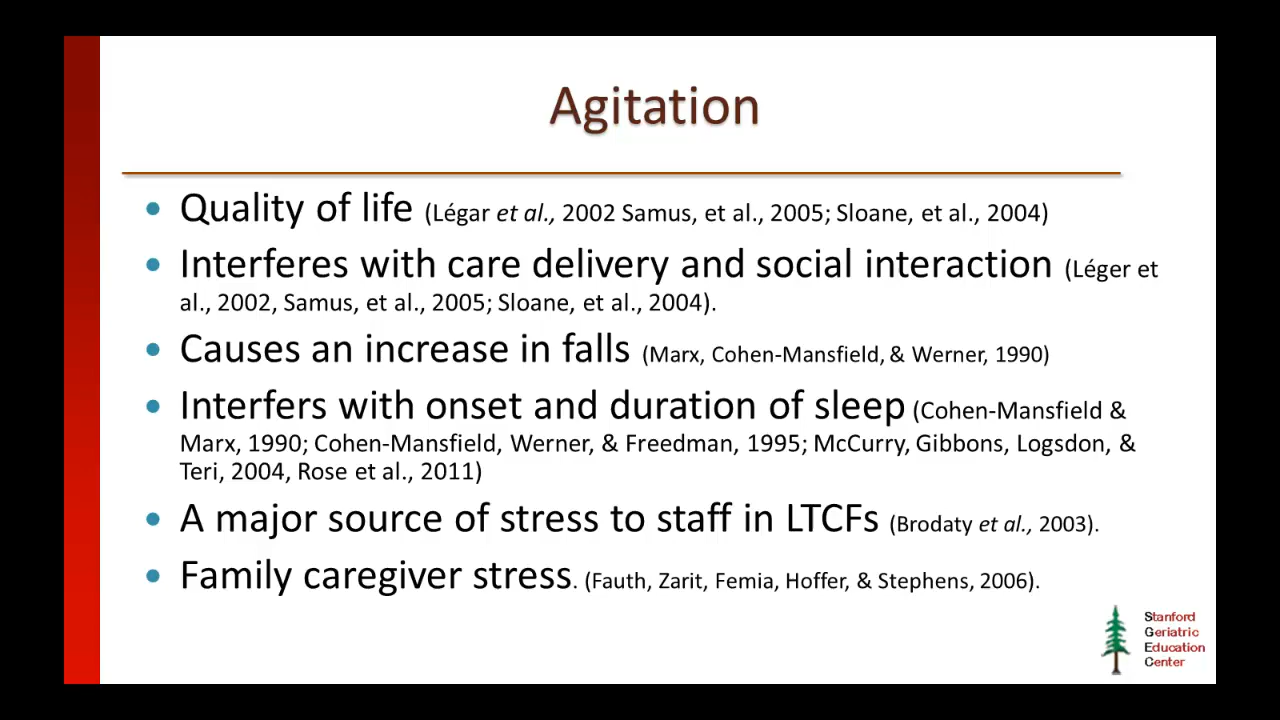 Agitation
• Quality of life (Légar et al., 2002 Samus, et al., 2005; Sloane, et al., 2004)
• Interferes with care delivery and social interaction (Léger et
al., 2002, Samus, et al., 2005; Sloane, et al., 2004).
• Causes an increase in falls (Marx, Cohen-Mansfield, & Werner, 1990)
• Interfers with onset and duration of sleep (Cohen-Mansfield &
Marx, 1990; Cohen-Mansfield, Werner, & Freedman, 1995; McCurry, Gibbons, Logsdon, &
Teri, 2004, Rose et al., 2011)
• A major source of stress to staff in LTCFs (Brodaty et al., 2003).
• Family caregiver stress. (Fauth, Zarit, Femia, Hoffer, & Stephens, 2006).
Stanford
Geriatric
Education
Center